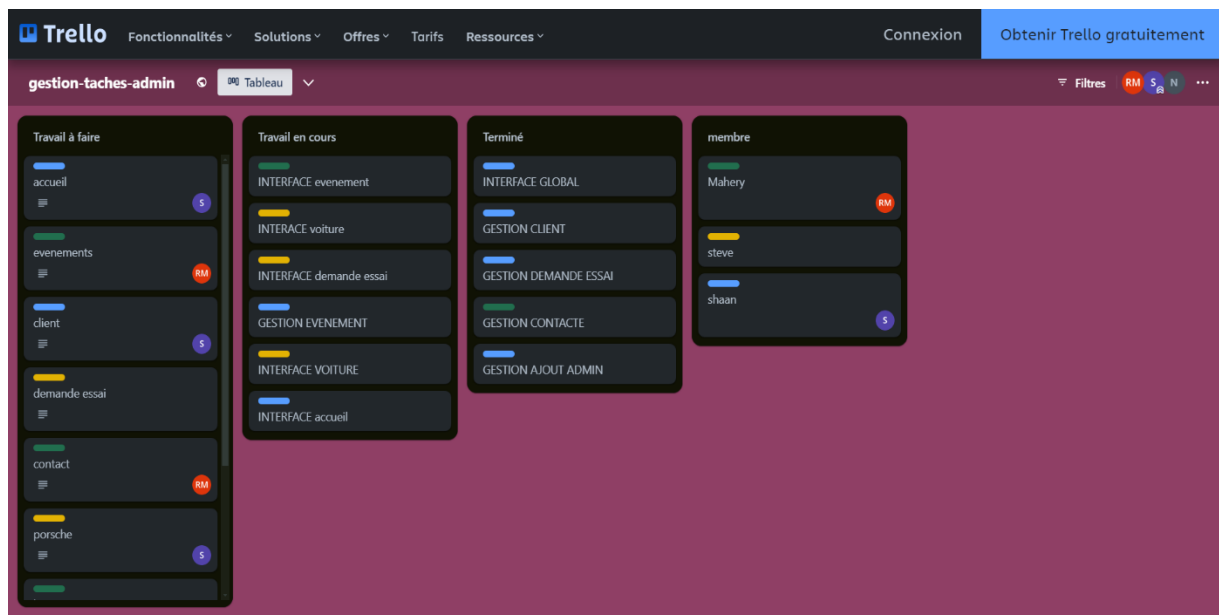 Trello Fonctionnalités Solutions Offres Tarifs Ressources Connexion Obtenir Trello gratuitement
gestion-taches-admin Tableau Filtres RM S N
Travail à faire
accueil
S
evenements
RM
client
S
demande essai
contact
RM
porsche
S
Travail en cours
INTERFACE evenement
INTERACE voiture
INTERFACE demande essai
GESTION EVENEMENT
INTERFACE VOITURE
INTERFACE accueil
Terminé
INTERFACE GLOBAL
GESTION CLIENT
GESTION DEMANDE ESSAI
GESTION CONTACTE
GESTION AJOUT ADMIN
membre
Mahery
RM
steve
shaan
S